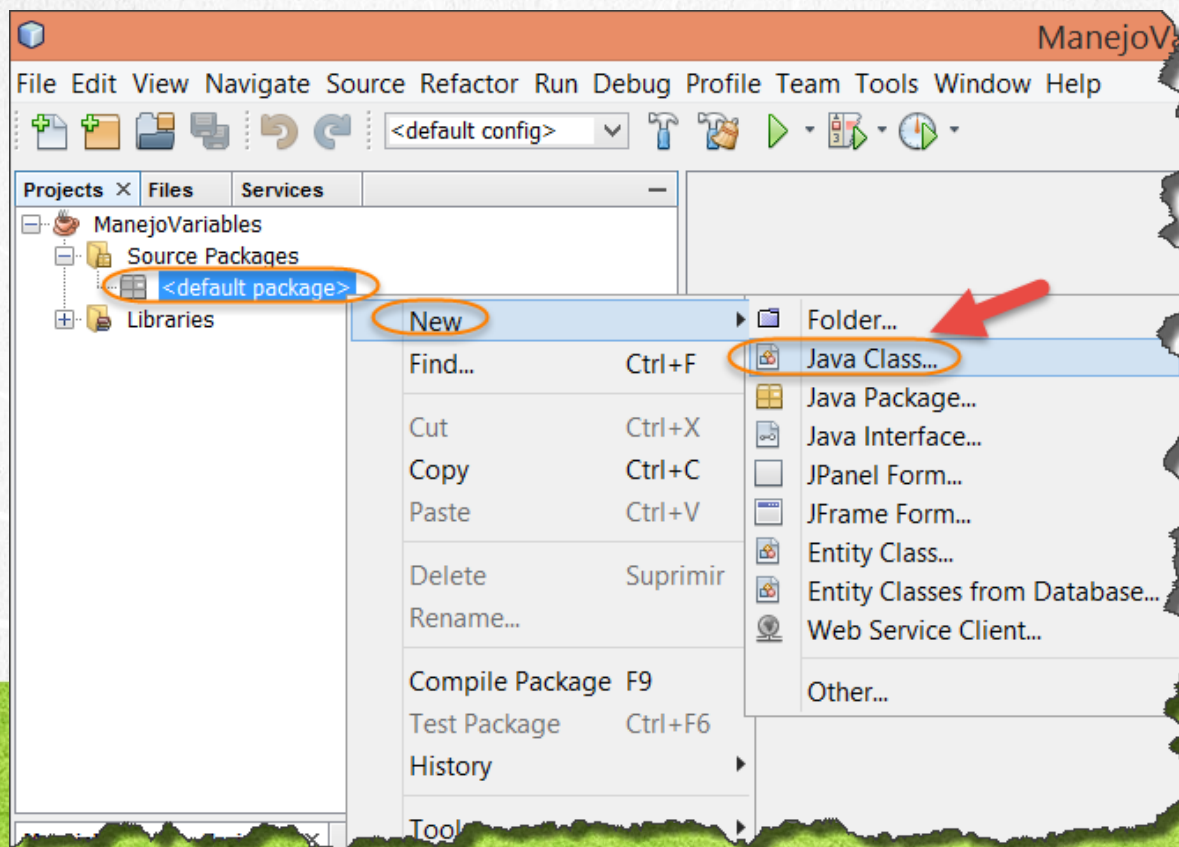 ManejoV
File Edit View Navigate Source Refactor Run Debug Profile Team Tools Window Help
<default config>
Projects Files Services
ManejoVariables
Source Packages
<default package>
Libraries
New
Find... Ctrl+F
Cut Ctrl+X
Copy Ctrl+C
Paste Ctrl+V
Delete Suprimir
Rename...
Compile Package F9
Test Package Ctrl+F6
History
Tool
Folder...
Java Class...
Java Package...
Java Interface...
JPanel Form...
JFrame Form...
Entity Class...
Entity Classes from Database...
Web Service Client...
Other...